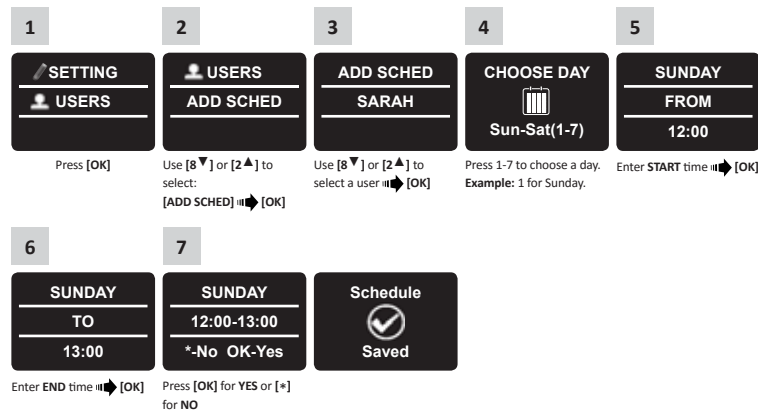 1
SETTING
USERS
Press [OK]
2
USERS
ADD SCHED
Use [8▼] or [2▲] to
select:
[ADD SCHED] [OK]
3
ADD SCHED
SARAH
Use [8▼] or [2▲] to
select a user [OK]
4
CHOOSE DAY
Sun-Sat(1-7)
Press 1-7 to choose a day.
Example: 1 for Sunday.
5
SUNDAY
FROM
12:00
Enter START time [OK]
6
SUNDAY
TO
13:00
Enter END time [OK]
7
SUNDAY
12:00-13:00
*-No OK-Yes
Press [OK] for YES or [*]
for NO
Schedule
Saved